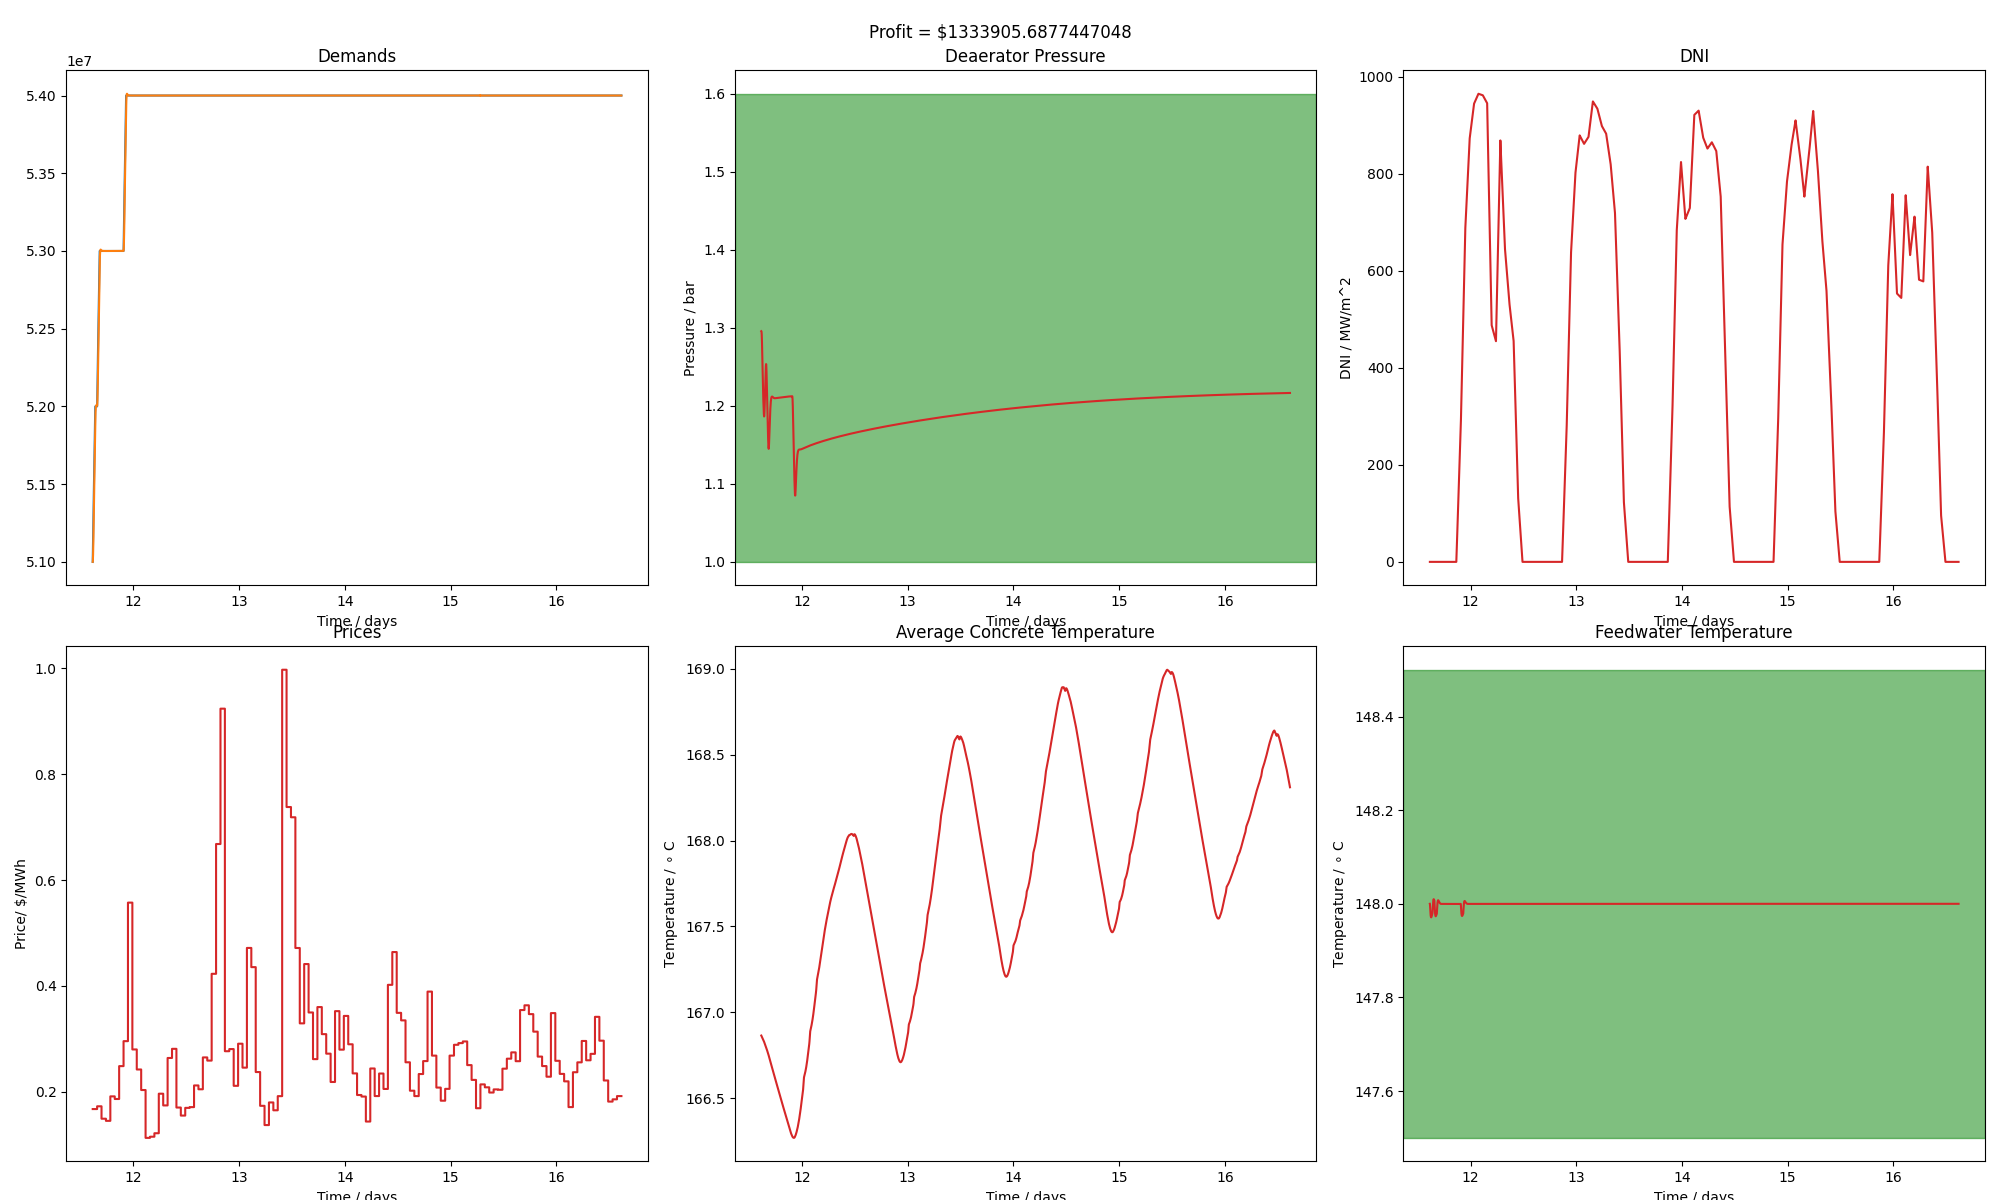 Profit = $1333905.6877447048
Demands
1e7
5.40
5.35
5.30
5.25
5.20
5.15
5.10
12 13 14 15 16
Time / days
Deaerator Pressure
Pressure / bar
1.6
1.5
1.4
1.3
1.2
1.1
1.0
12 13 14 15 16
Time / days
DNI
DNI / MW/m^2
1000
800
600
400
200
0
12 13 14 15 16
Time / days
Prices
Price/ $/MWh
1.0
0.8
0.6
0.4
0.2
12 13 14 15 16
Time / days
Average Concrete Temperature
Temperature / ∘ C
169.0
168.5
168.0
167.5
167.0
166.5
12 13 14 15 16
Time / days
Feedwater Temperature
Temperature / ∘ C
148.4
148.2
148.0
147.8
147.6
12 13 14 15 16
Time / days